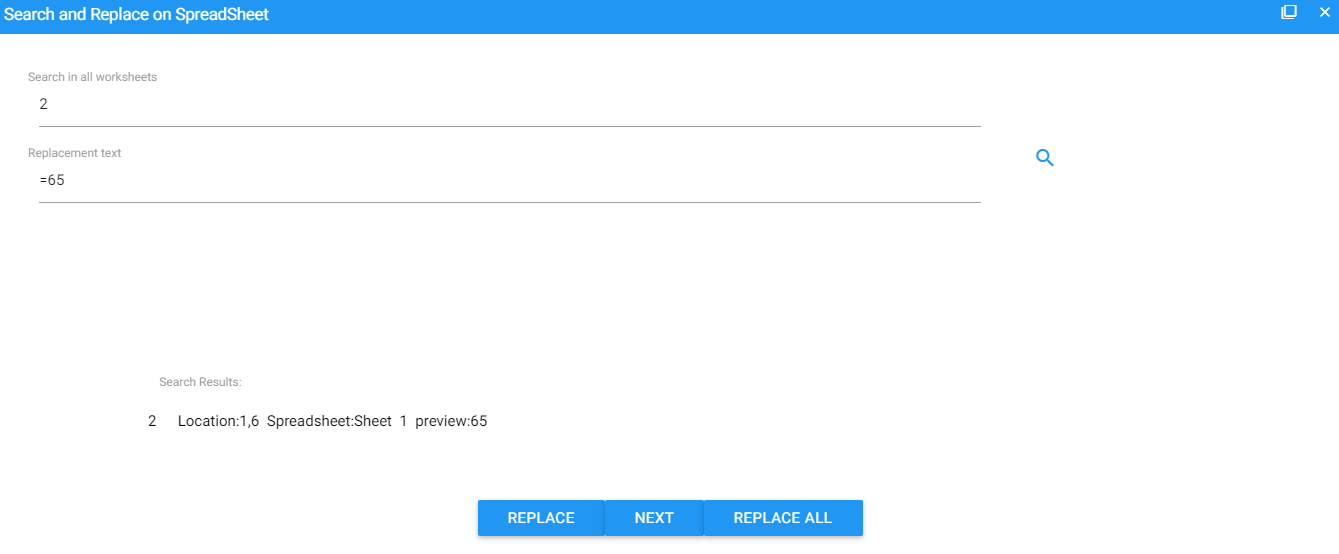 Search and Replace on SpreadSheet
Search in all worksheets
2
Replacement text
=65
Search Results:
2 Location:1,6 Spreadsheet:Sheet 1 preview:65
REPLACE NEXT REPLACE ALL